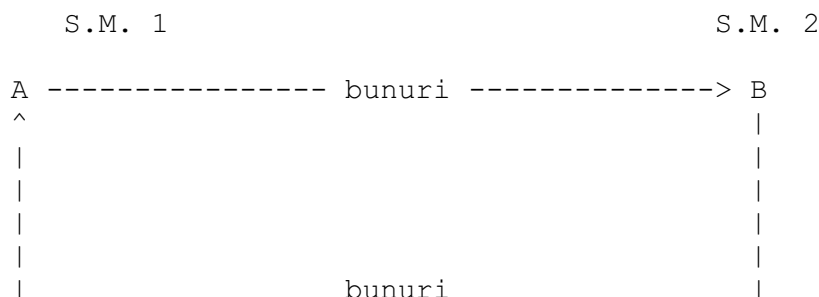 S.M. 1 S.M. 2
A ---------------- bunuri --------------> B
^ |
| |
| |
| |
| |
| bunuri |